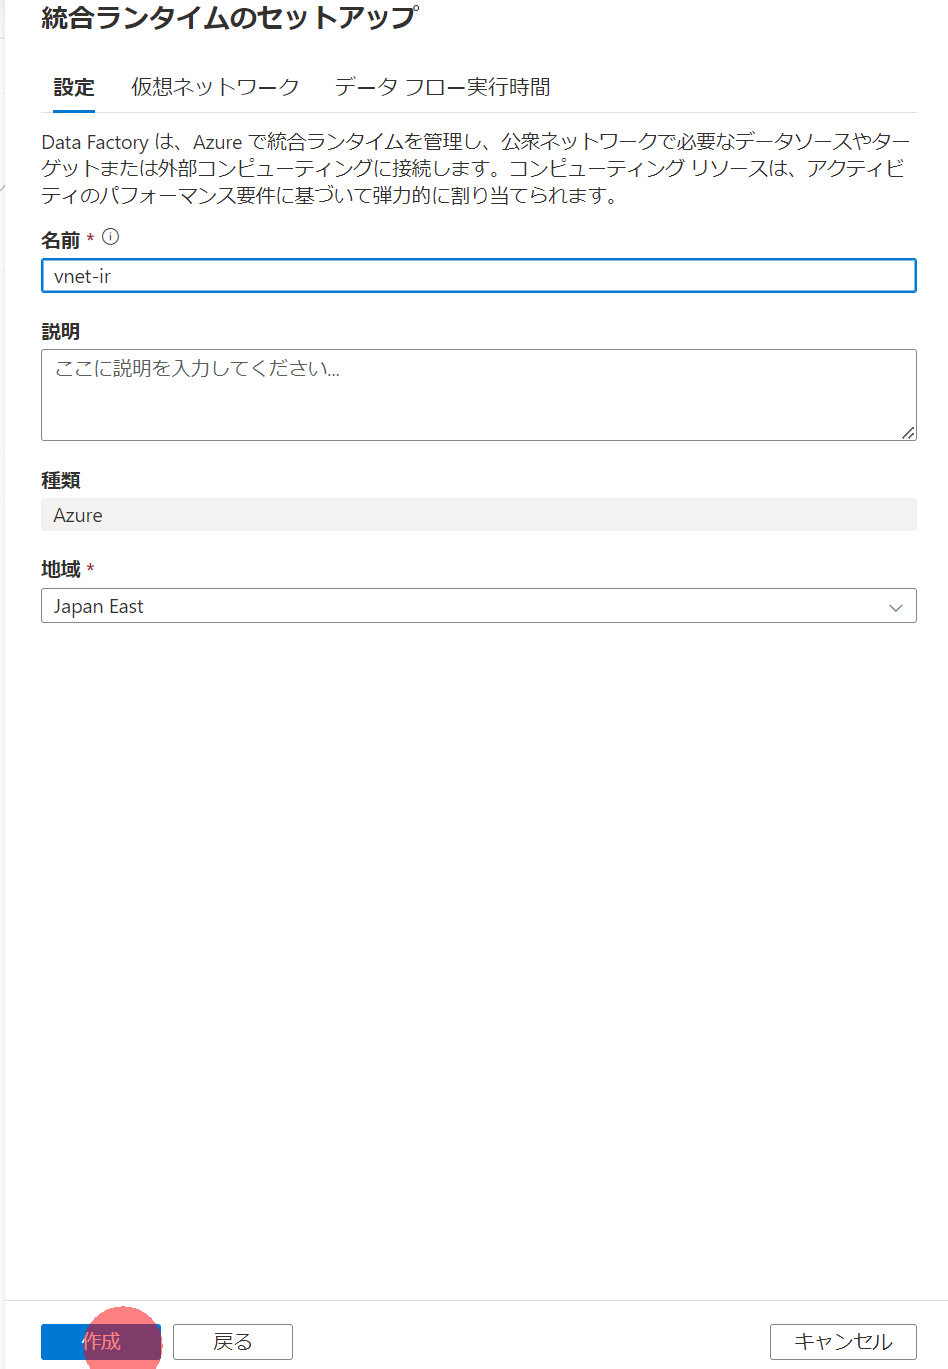 統合ランタイムのセットアップ
設定 仮想ネットワーク データ フロー実行時間
Data Factory は、Azure で統合ランタイムを管理し、公衆ネットワークで必要なデータソースやター
ゲットまたは外部コンピューティングに接続します。コンピューティング リソースは、アクティビ
ティのパフォーマンス要件に基づいて弾力的に割り当てられます。
名前 *
vnet-ir
説明
ここに説明を入力してください...
種類
Azure
地域 *
Japan East
作成 戻る キャンセル